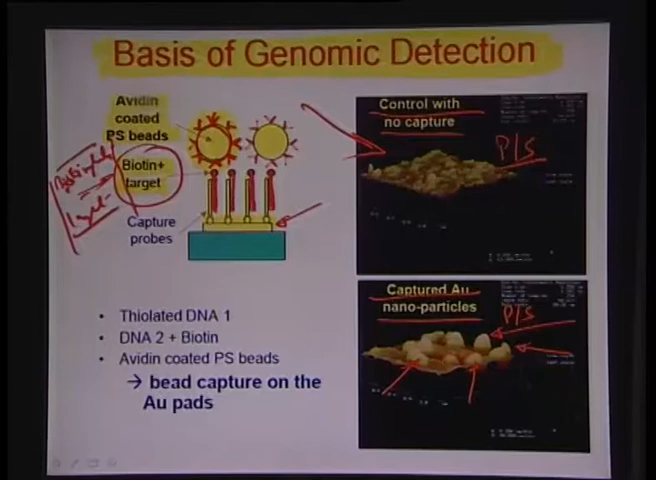 Basis of Genomic Detection
Avidin
coated
PS beads
Biotin+
target
Capture
probes
Control with
no capture
P/S
Captured Au
nano-particles
P/S
• Thiolated DNA 1
• DNA 2 + Biotin
• Avidin coated PS beads
→ bead capture on the
Au pads